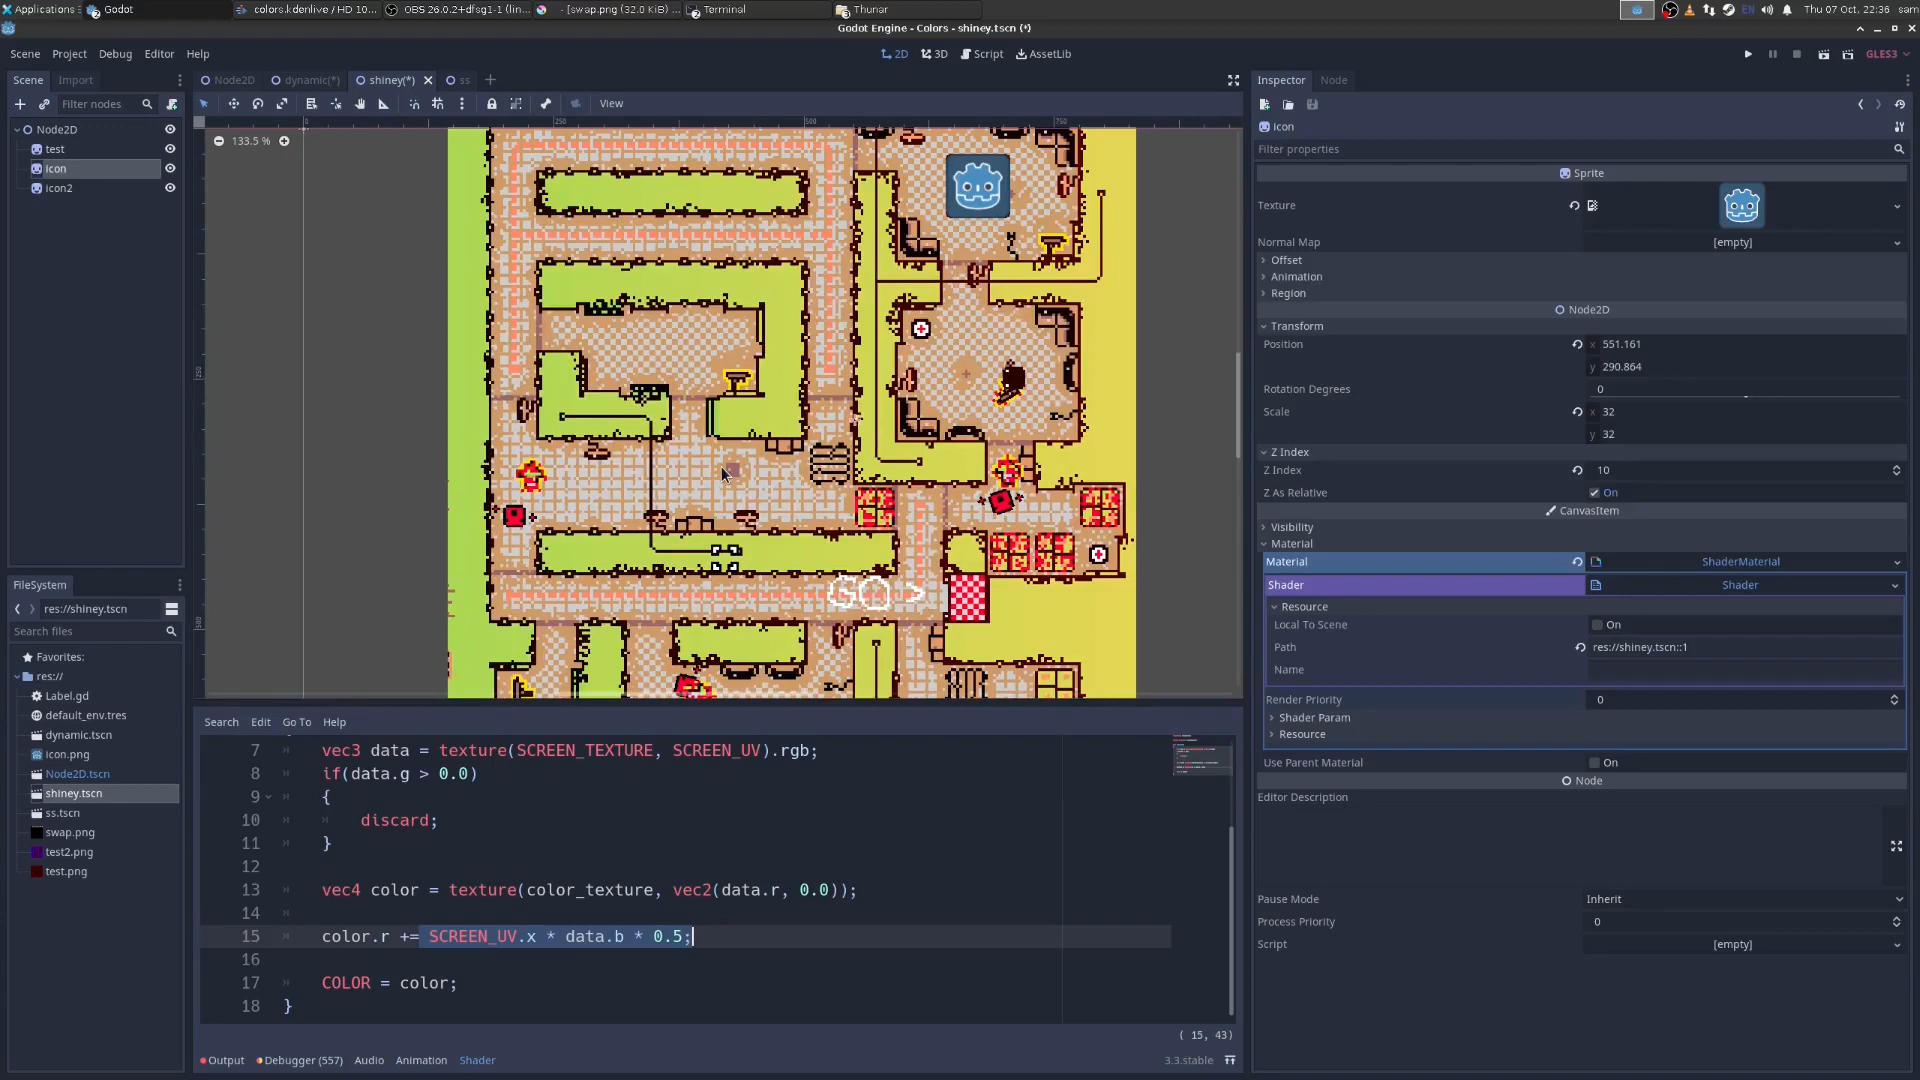 Applications
Godot
colors.kdenlive / HD 10...
OBS 26.0.2+dfsg1-1 (lin...
- [swap.png (32.0 KiB) ...
Terminal
3
Thunar
EN
Thu 07 Oct, 22:36 sam
Godot Engine - Colors - shiney.tscn (*)
Scene Project Debug Editor Help
2D 3D Script AssetLib
GLES3
Scene Import
Node2D dynamic(*) shiney(*) ss
Inspector Node
Filter nodes
View
Node2D
test
icon
icon2
133.5 %
250 500 750
250
500
icon
Filter properties
Sprite
Texture
Normal Map [empty]
Offset
Animation
Region
Node2D
Transform
Position x 551.161
y 290.864
Rotation Degrees 0
Scale x 32
y 32
Z Index
Z Index 10
Z As Relative On
CanvasItem
Visibility
Material
Material ShaderMaterial
Shader Shader
Resource
Local To Scene On
Path res://shiney.tscn::1
Name
Render Priority 0
Shader Param
Resource
Use Parent Material On
Node
Editor Description
Pause Mode Inherit
Process Priority 0
Script [empty]
FileSystem
res://shiney.tscn
Search files
Favorites:
res://
Label.gd
default_env.tres
dynamic.tscn
icon.png
Node2D.tscn
shiney.tscn
ss.tscn
swap.png
test2.png
test.png
Search Edit Go To Help
7 vec3 data = texture(SCREEN_TEXTURE, SCREEN_UV).rgb;
8 if(data.g > 0.0)
9 {
10 discard;
11 }
12
13 vec4 color = texture(color_texture, vec2(data.r, 0.0));
14
15 color.r += SCREEN_UV.x * data.b * 0.5;
16
17 COLOR = color;
18 }
( 15, 43)
Output Debugger (557) Audio Animation Shader
3.3.stable